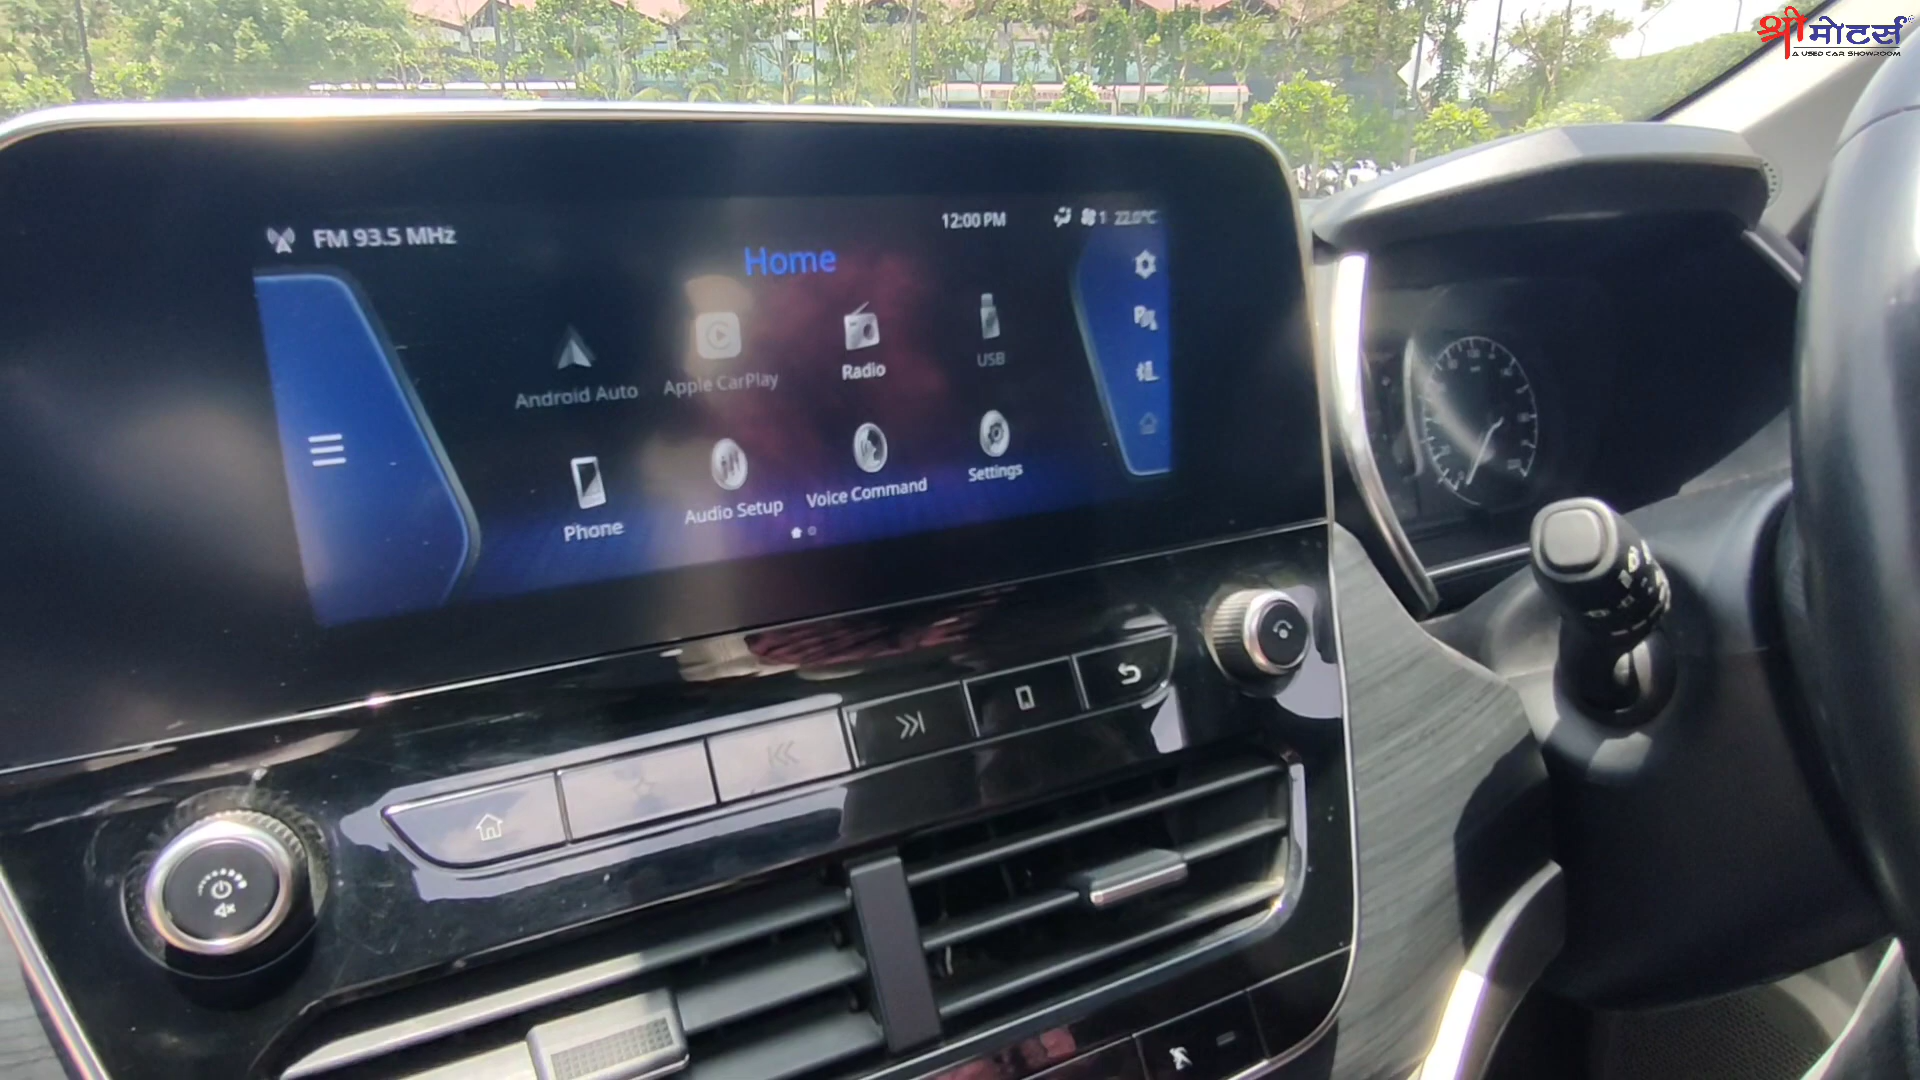 श्री मोटर्स
A USED CAR SHOWROOM
FM 93.5 MHz
12:00 PM
1 22.0°C
Home
Android Auto
Apple CarPlay
Radio
USB
Phone
Audio Setup
Voice Command
Settings